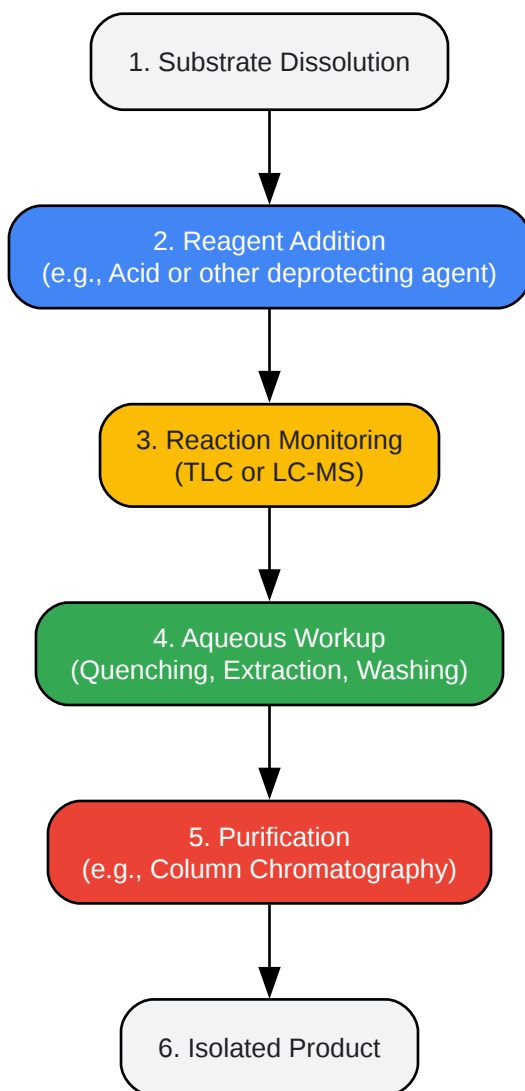 1. Substrate Dissolution
2. Reagent Addition
(e.g., Acid or other deprotecting agent)
3. Reaction Monitoring
(TLC or LC-MS)
4. Aqueous Workup
(Quenching, Extraction, Washing)
5. Purification
(e.g., Column Chromatography)
6. Isolated Product